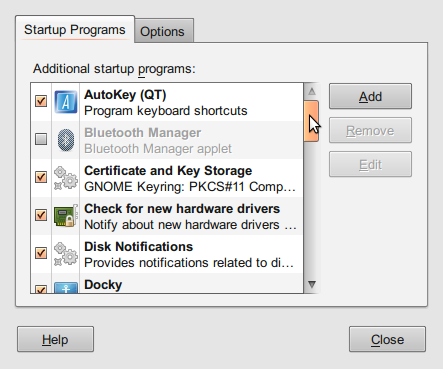 Startup Programs
Options
Additional startup programs:
AutoKey (QT)
Program keyboard shortcuts
Add
Bluetooth Manager
Bluetooth Manager applet
Remove
Certificate and Key Storage
GNOME Keyring: PKCS#11 Comp…
Edit
Check for new hardware drivers
Notify about new hardware drivers …
Disk Notifications
Provides notifications related to di…
Docky
Help
Close